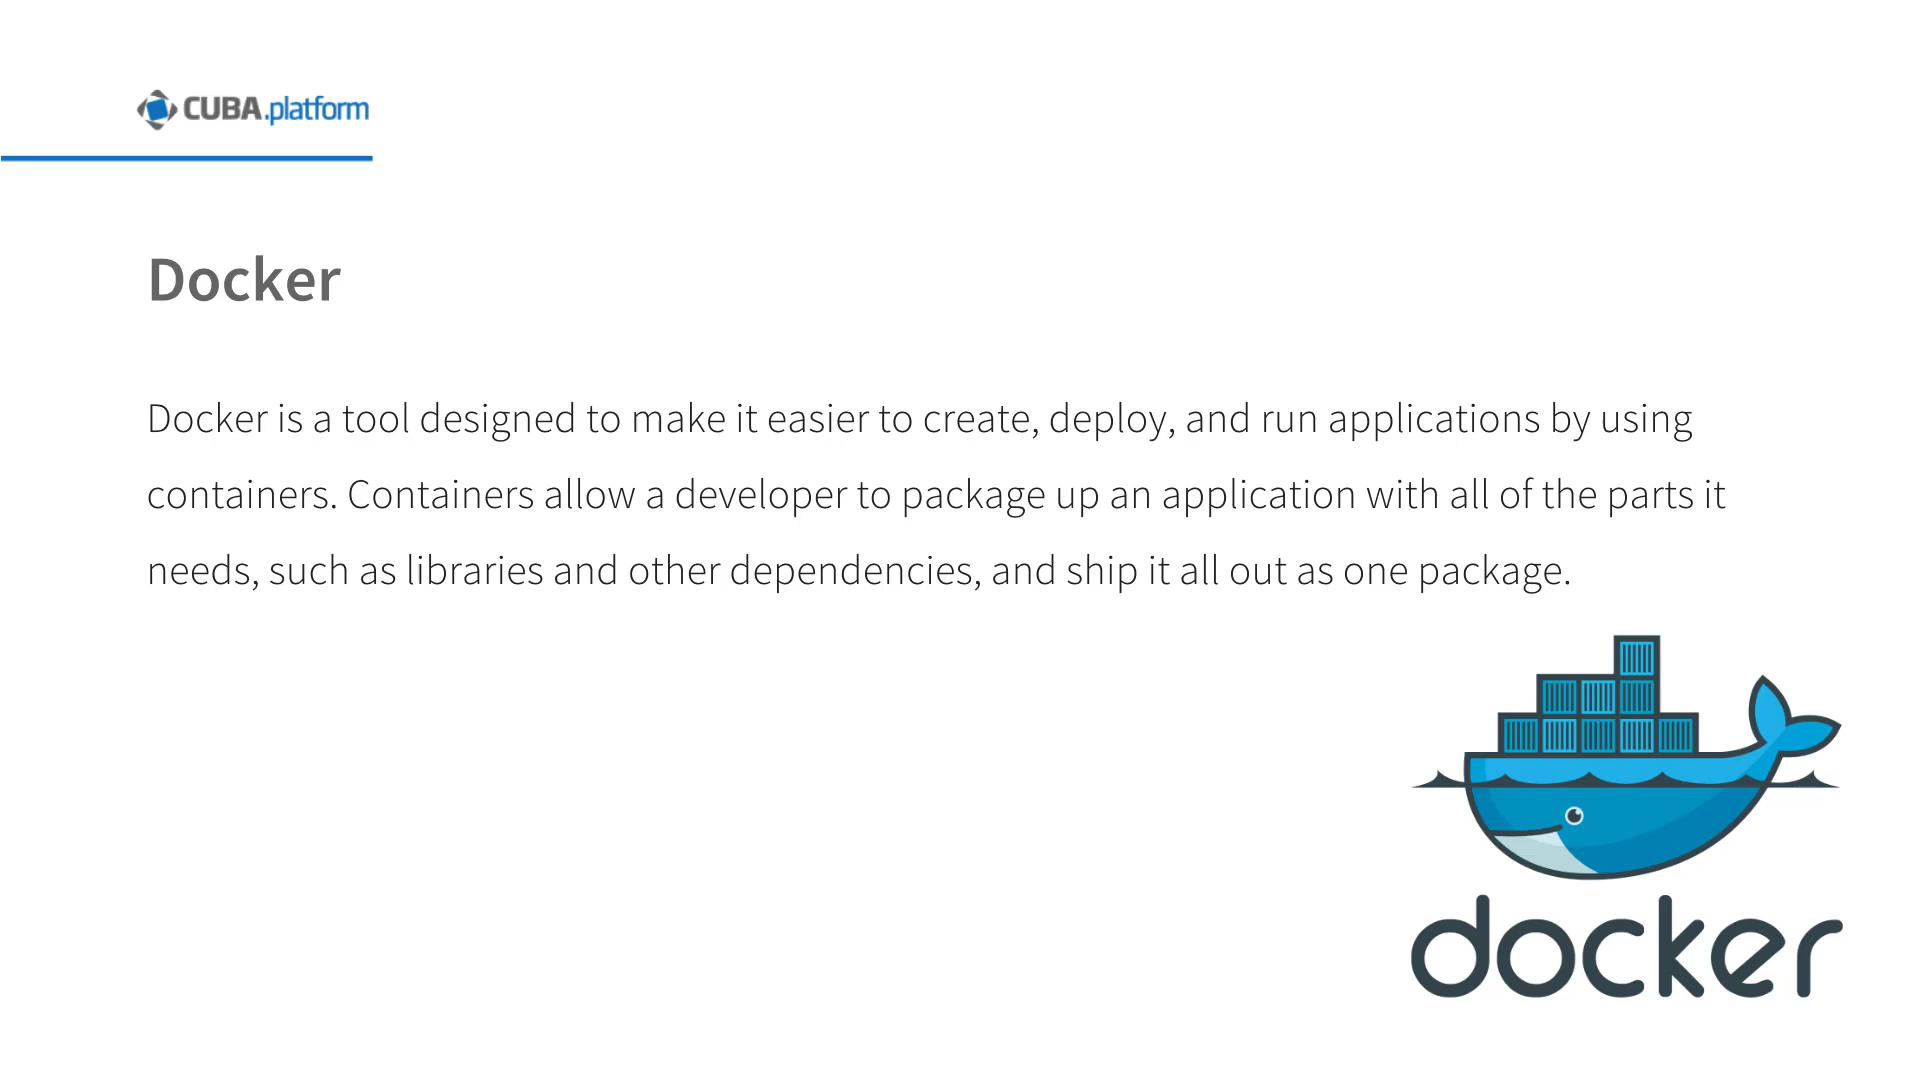 CUBA.platform
Docker
Docker is a tool designed to make it easier to create, deploy, and run applications by using
containers. Containers allow a developer to package up an application with all of the parts it
needs, such as libraries and other dependencies, and ship it all out as one package.
docker